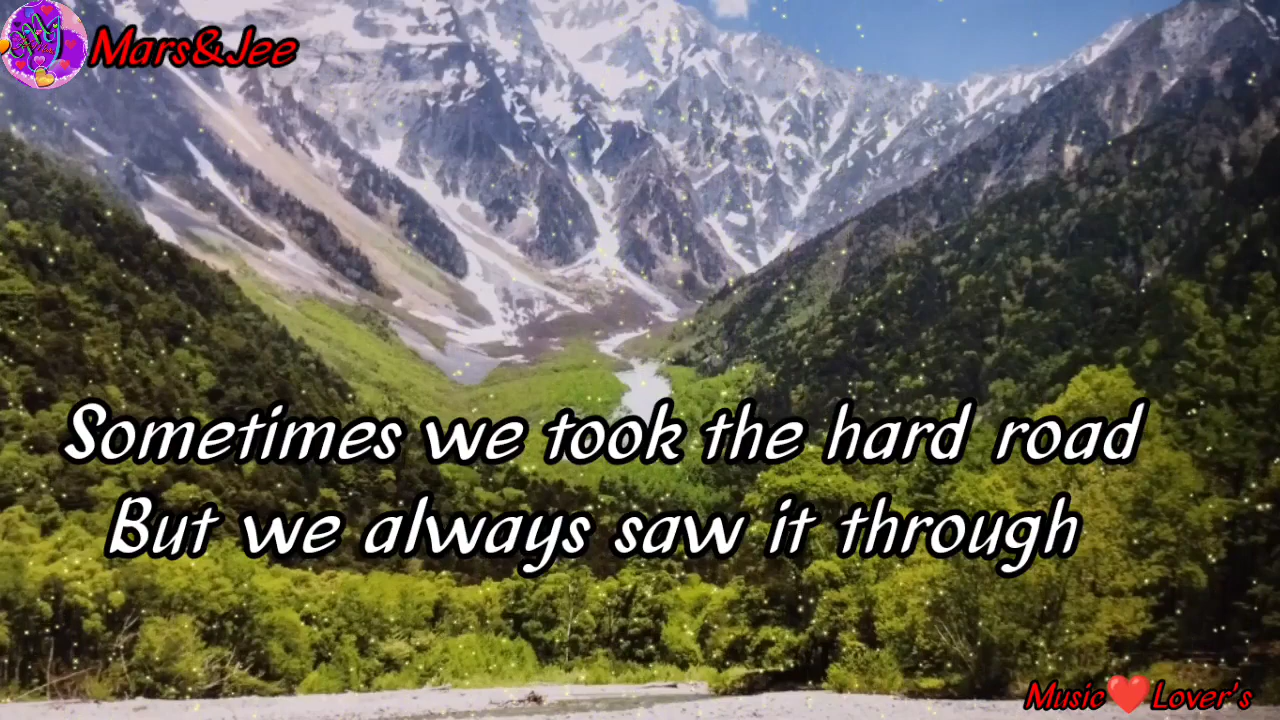 Mars&Jee
Sometimes we took the hard road
But we always saw it through
Music❤Lover's